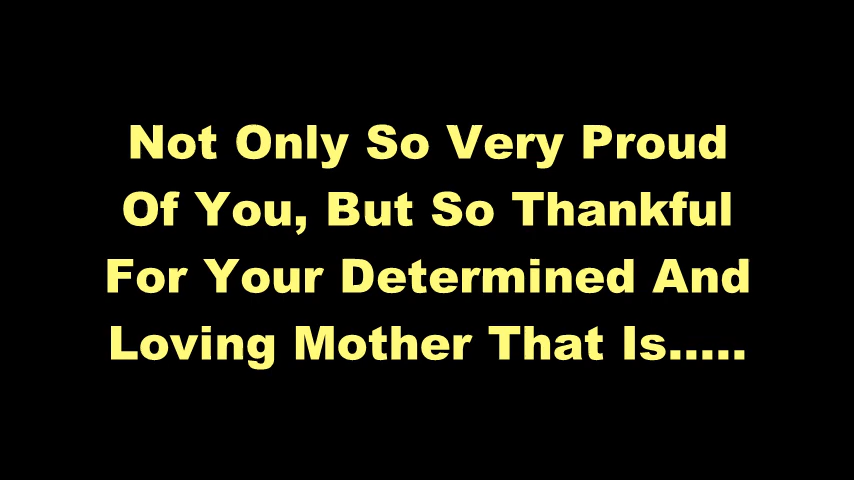 Not Only So Very Proud
Of You, But So Thankful
For Your Determined And
Loving Mother That Is.....